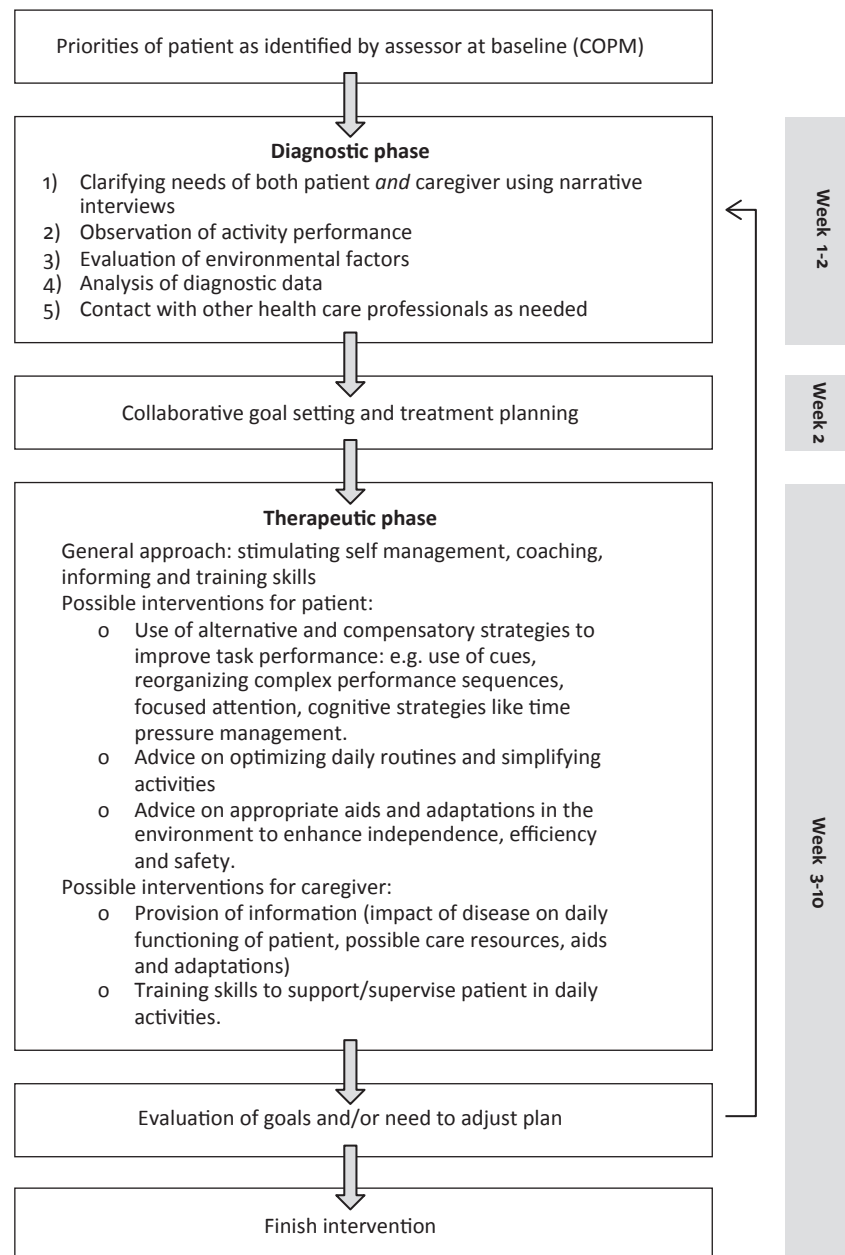 Priorities of patient as identified by assessor at baseline (COPM)
Diagnostic phase
1) Clarifying needs of both patient and caregiver using narrative
interviews
2) Observation of activity performance
3) Evaluation of environmental factors
4) Analysis of diagnostic data
5) Contact with other health care professionals as needed
Week 1-2
Collaborative goal setting and treatment planning
Week 2
Therapeutic phase
General approach: stimulating self management, coaching,
informing and training skills
Possible interventions for patient:
o Use of alternative and compensatory strategies to
improve task performance: e.g. use of cues,
reorganizing complex performance sequences,
focused attention, cognitive strategies like time
pressure management.
o Advice on optimizing daily routines and simplifying
activities
o Advice on appropriate aids and adaptations in the
environment to enhance independence, efficiency
and safety.
Possible interventions for caregiver:
o Provision of information (impact of disease on daily
functioning of patient, possible care resources, aids
and adaptations)
o Training skills to support/supervise patient in daily
activities.
Week 3-10
Evaluation of goals and/or need to adjust plan
Finish intervention